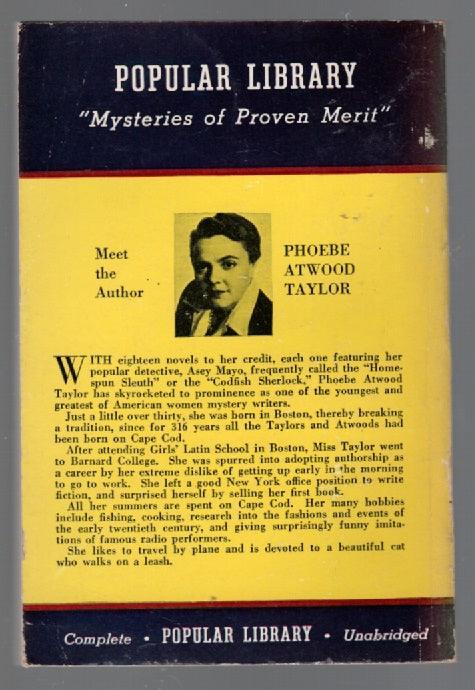 POPULAR LIBRARY
"Mysteries of Proven Merit"
Meet
the
Author
PHOEBE
ATWOOD
TAYLOR
WITH eighteen novels to her credit, each one featuring her
popular detective, Asey Mayo, frequently called the "Home-
spun Sleuth" or the "Codfish Sherlock," Phoebe Atwood
Taylor has skyrocketed to prominence as one of the youngest and
greatest of American women mystery writers.
Just a little over thirty, she was born in Boston, thereby breaking
a tradition, since for 316 years all the Taylors and Atwoods had
been born on Cape Cod.
After attending Girls' Latin School in Boston, Miss Taylor went
to Barnard College. She was spurred into adopting authorship as
a career by her extreme dislike of getting up early in the morning
to go to work. She left a good New York office position to write
fiction, and surprised herself by selling her first book.
All her summers are spent on Cape Cod. Her many hobbies
include fishing, cooking, research into the fashions and events of
the early twentieth century, and giving surprisingly funny imita-
tions of famous radio performers.
She likes to travel by plane and is devoted to a beautiful cat
who walks on a leash.
Complete • POPULAR LIBRARY • Unabridged